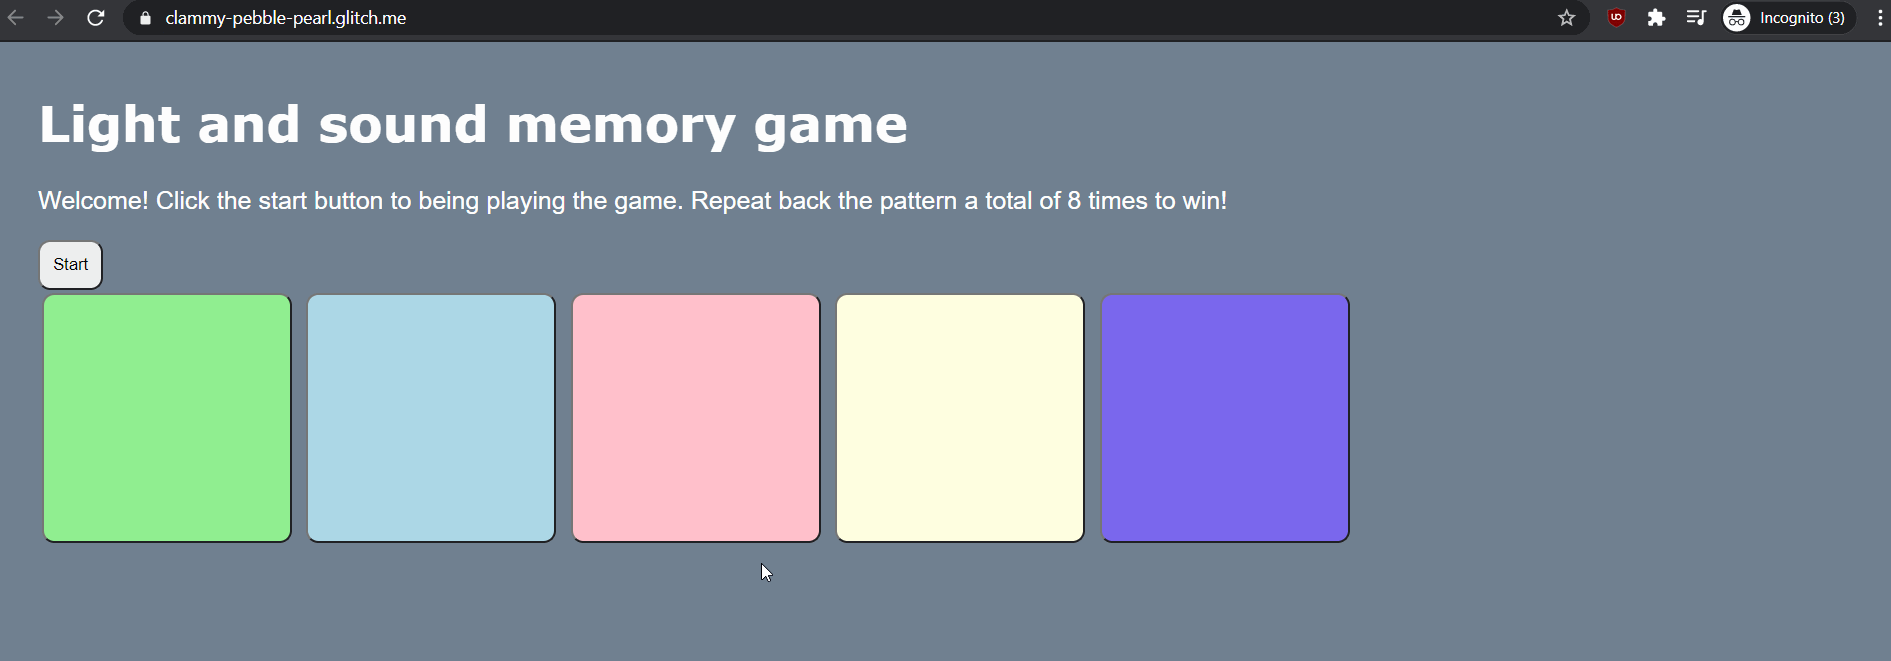 clammy-pebble-pearl.glitch.me
Incognito (3)
Light and sound memory game
Welcome! Click the start button to being playing the game. Repeat back the pattern a total of 8 times to win!
Start